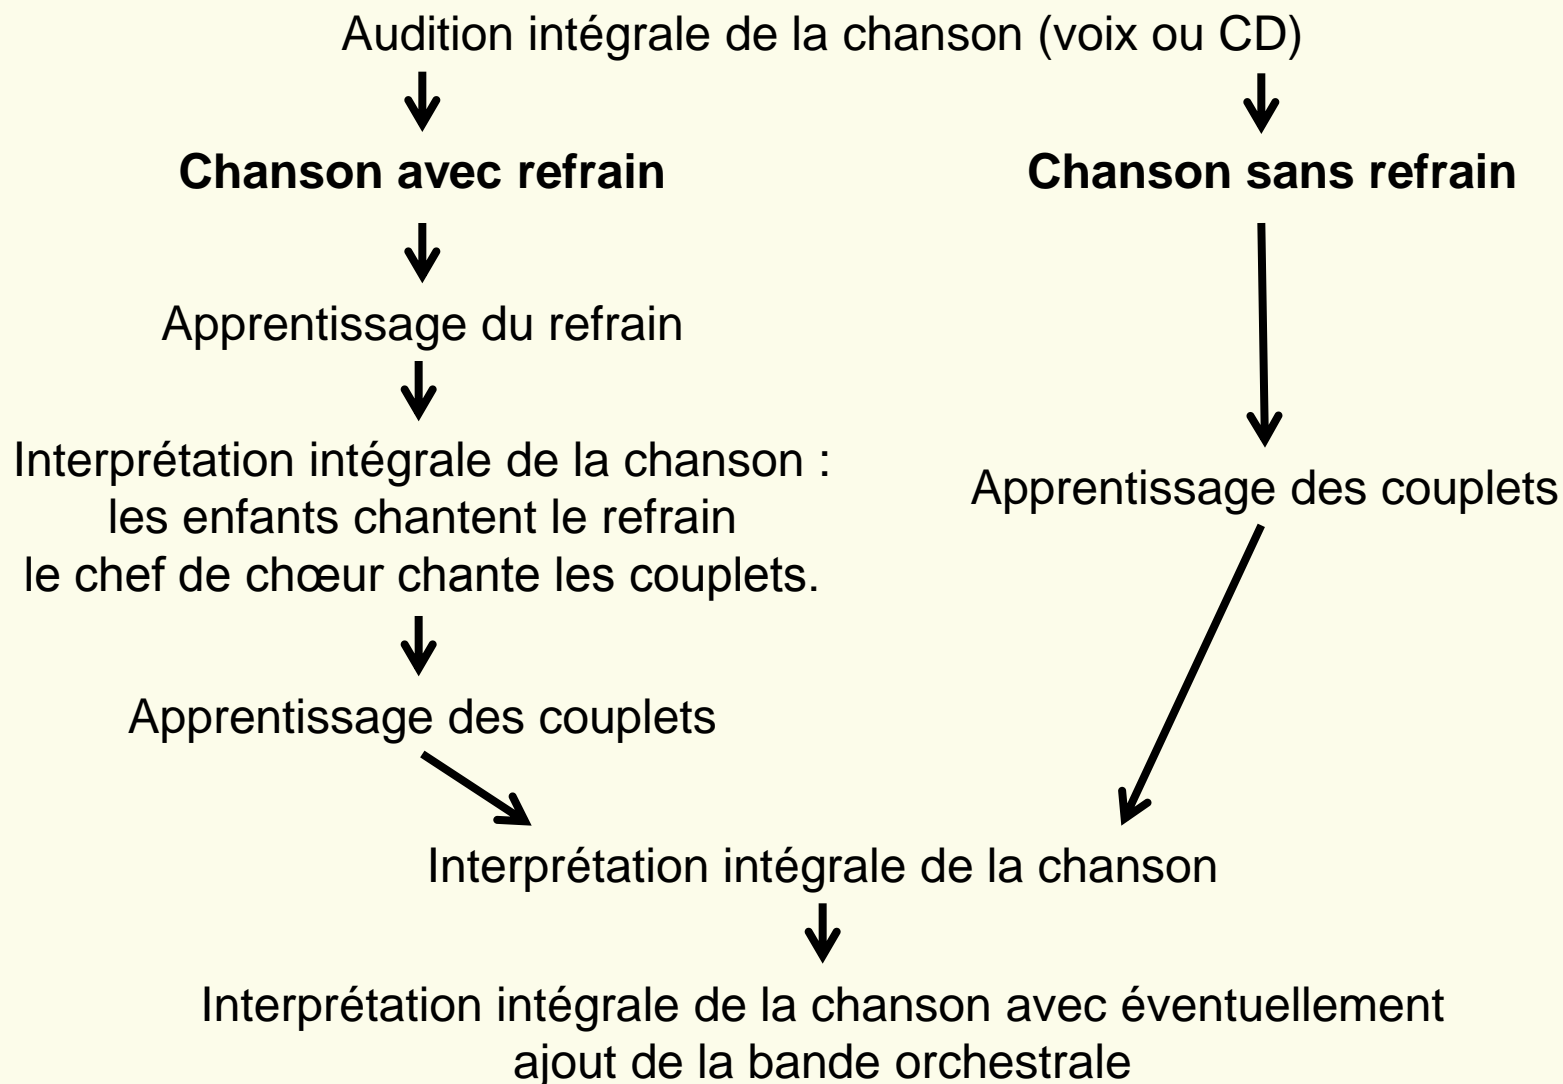 Audition intégrale de la chanson (voix ou CD)
Chanson avec refrain
Chanson sans refrain
Apprentissage du refrain
Interprétation intégrale de la chanson :
les enfants chantent le refrain
le chef de chœur chante les couplets.
Apprentissage des couplets
Apprentissage des couplets
Interprétation intégrale de la chanson
Interprétation intégrale de la chanson avec éventuellement
ajout de la bande orchestrale